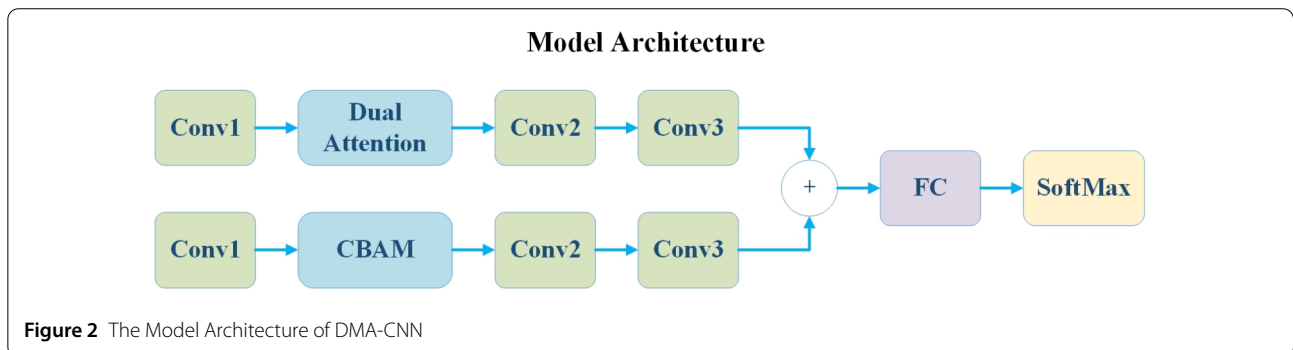 Model Architecture
Conv1
Dual
Attention
Conv2
Conv3
+
FC
SoftMax
Conv1
CBAM
Conv2
Conv3
Figure 2 The Model Architecture of DMA-CNN